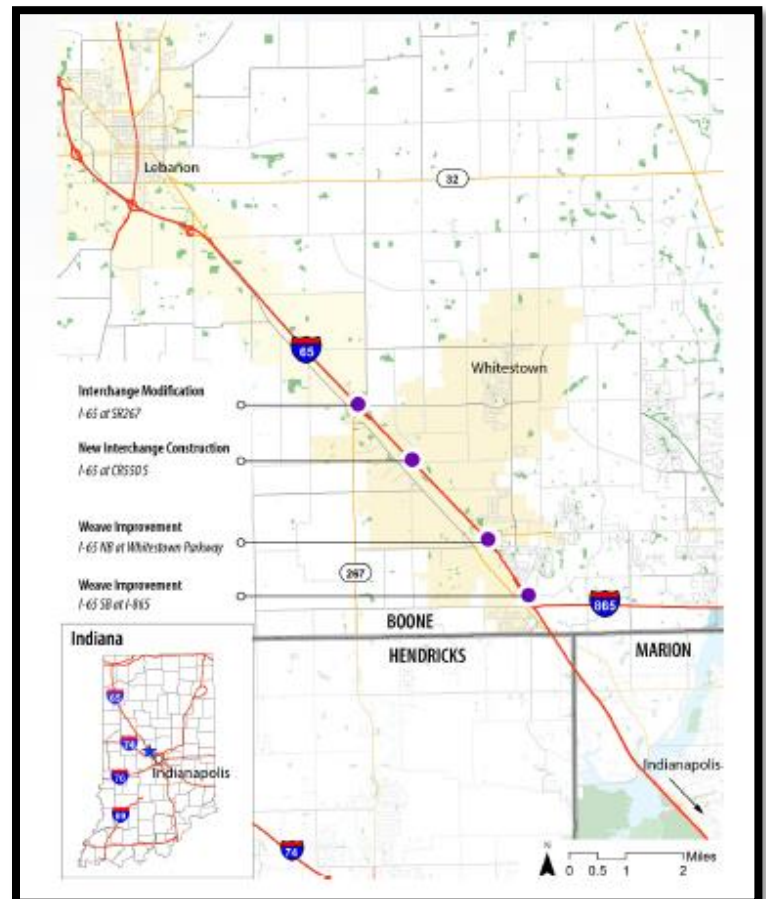 Lebanon
32
65
Whitestown
Interchange Modification
I-65 at SR267
New Interchange Construction
I-65 at CR550S
Weave Improvement
I-65 NB at Whitestown Parkway
Weave Improvement
I-65 SB at I-865
267
865
BOONE
HENDRICKS
MARION
Indiana
65
74
Indianapolis
70
69
Indianapolis
74
N
Miles
0 0.5 1 2